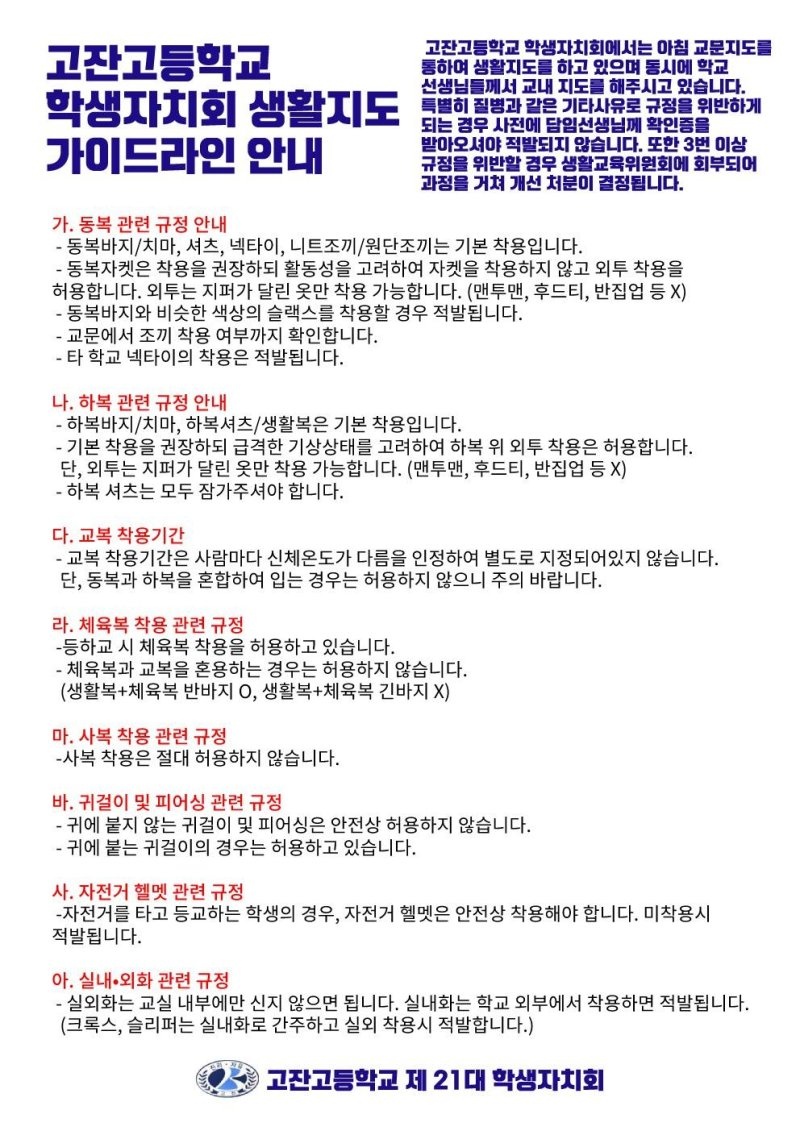 고잔고등학교
학생자치회 생활지도
가이드라인 안내
고잔고등학교 학생자치회에서는 아침 교문지도를
통하여 생활지도를 하고 있으며 동시에 학교
선생님들께서 교내 지도를 해주시고 있습니다.
특별히 질병과 같은 기타사유로 규정을 위반하게
되는 경우 사전에 담임선생님께 확인증을
받아오셔야 적발되지 않습니다. 또한 3번 이상
규정을 위반할 경우 생활교육위원회에 회부되어
과정을 거쳐 개선 처분이 결정됩니다.
가. 동복 관련 규정 안내
- 동복바지/치마, 셔츠, 넥타이, 니트조끼/원단조끼는 기본 착용입니다.
- 동복자켓은 착용을 권장하되 활동성을 고려하여 자켓을 착용하지 않고 외투 착용을
허용합니다. 외투는 지퍼가 달린 옷만 착용 가능합니다. (맨투맨, 후드티, 반집업 등 X)
- 동복바지와 비슷한 색상의 슬랙스를 착용할 경우 적발됩니다.
- 교문에서 조끼 착용 여부까지 확인합니다.
- 타 학교 넥타이의 착용은 적발됩니다.
나. 하복 관련 규정 안내
- 하복바지/치마, 하복셔츠/생활복은 기본 착용입니다.
- 기본 착용을 권장하되 급격한 기상상태를 고려하여 하복 위 외투 착용은 허용합니다.
단, 외투는 지퍼가 달린 옷만 착용 가능합니다. (맨투맨, 후드티, 반집업 등 X)
- 하복 셔츠는 모두 잠가주셔야 합니다.
다. 교복 착용기간
- 교복 착용기간은 사람마다 신체온도가 다름을 인정하여 별도로 지정되어있지 않습니다.
단, 동복과 하복을 혼합하여 입는 경우는 허용하지 않으니 주의 바랍니다.
라. 체육복 착용 관련 규정
-등하교 시 체육복 착용을 허용하고 있습니다.
- 체육복과 교복을 혼용하는 경우는 허용하지 않습니다.
(생활복+체육복 반바지 O, 생활복+체육복 긴바지 X)
마. 사복 착용 관련 규정
-사복 착용은 절대 허용하지 않습니다.
바. 귀걸이 및 피어싱 관련 규정
- 귀에 붙지 않는 귀걸이 및 피어싱은 안전상 허용하지 않습니다.
- 귀에 붙는 귀걸이의 경우는 허용하고 있습니다.
사. 자전거 헬멧 관련 규정
-자전거를 타고 등교하는 학생의 경우, 자전거 헬멧은 안전상 착용해야 합니다. 미착용시
적발됩니다.
아. 실내•외화 관련 규정
- 실외화는 교실 내부에만 신지 않으면 됩니다. 실내화는 학교 외부에서 착용하면 적발됩니다.
(크록스, 슬리퍼는 실내화로 간주하고 실외 착용시 적발합니다.)
고잔고등학교 제 21대 학생자치회